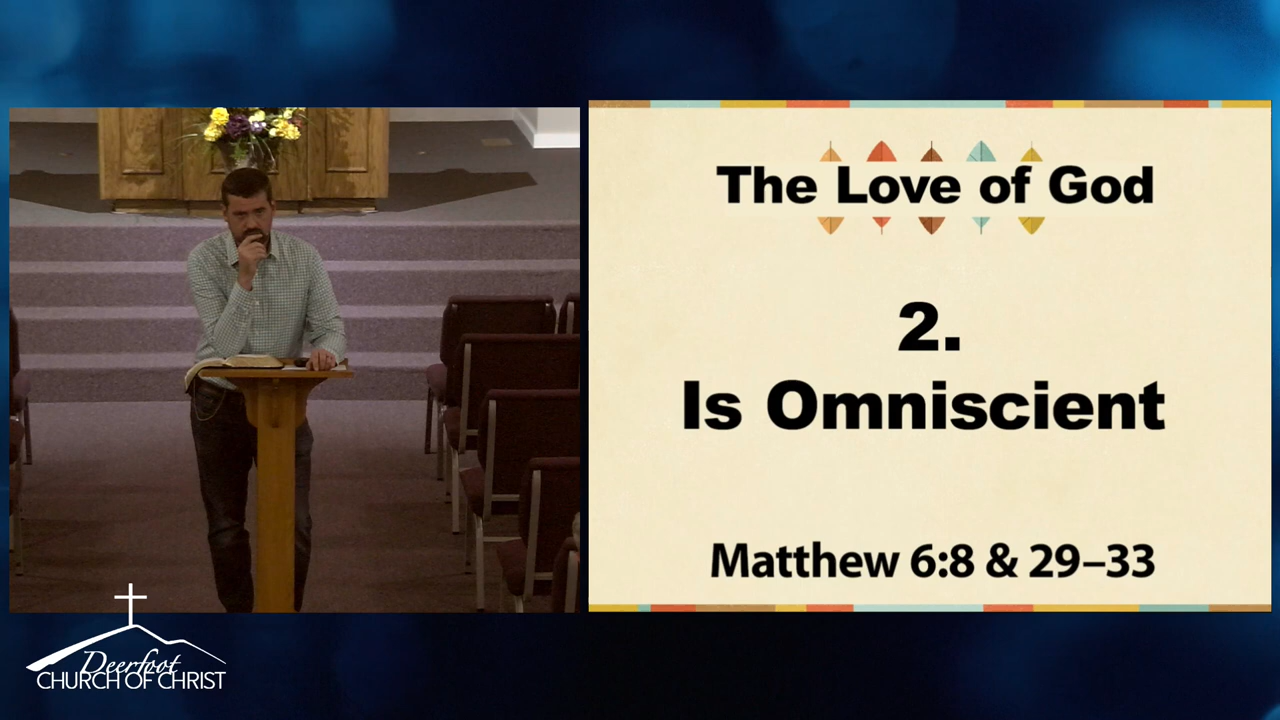 The Love of God
2.
Is Omniscient
Matthew 6:8 & 29–33
Deerfoot
CHURCH OF CHRIST